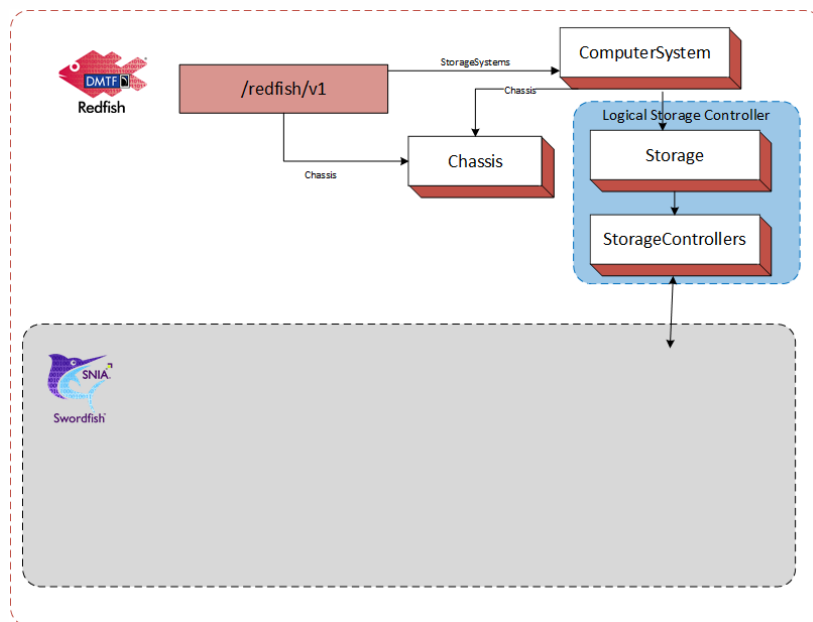 DMTF
Redfish
/redfish/v1
StorageSystems
ComputerSystem
Chassis
Logical Storage Controller
Chassis
Chassis
Storage
StorageControllers
SNIA
Swordfish